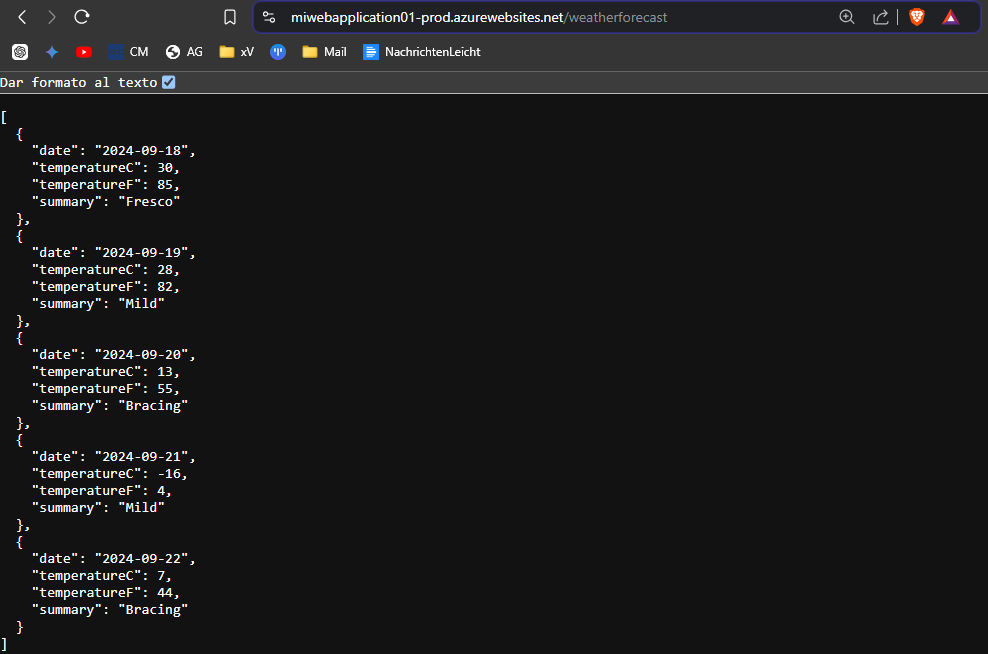 miwebapplication01-prod.azurewebsites.net/weatherforecast
CM AG xV Mail NachrichtenLeicht
Dar formato al texto
[
  {
    "date": "2024-09-18",
    "temperatureC": 30,
    "temperatureF": 85,
    "summary": "Fresco"
  },
  {
    "date": "2024-09-19",
    "temperatureC": 28,
    "temperatureF": 82,
    "summary": "Mild"
  },
  {
    "date": "2024-09-20",
    "temperatureC": 13,
    "temperatureF": 55,
    "summary": "Bracing"
  },
  {
    "date": "2024-09-21",
    "temperatureC": -16,
    "temperatureF": 4,
    "summary": "Mild"
  },
  {
    "date": "2024-09-22",
    "temperatureC": 7,
    "temperatureF": 44,
    "summary": "Bracing"
  }
]